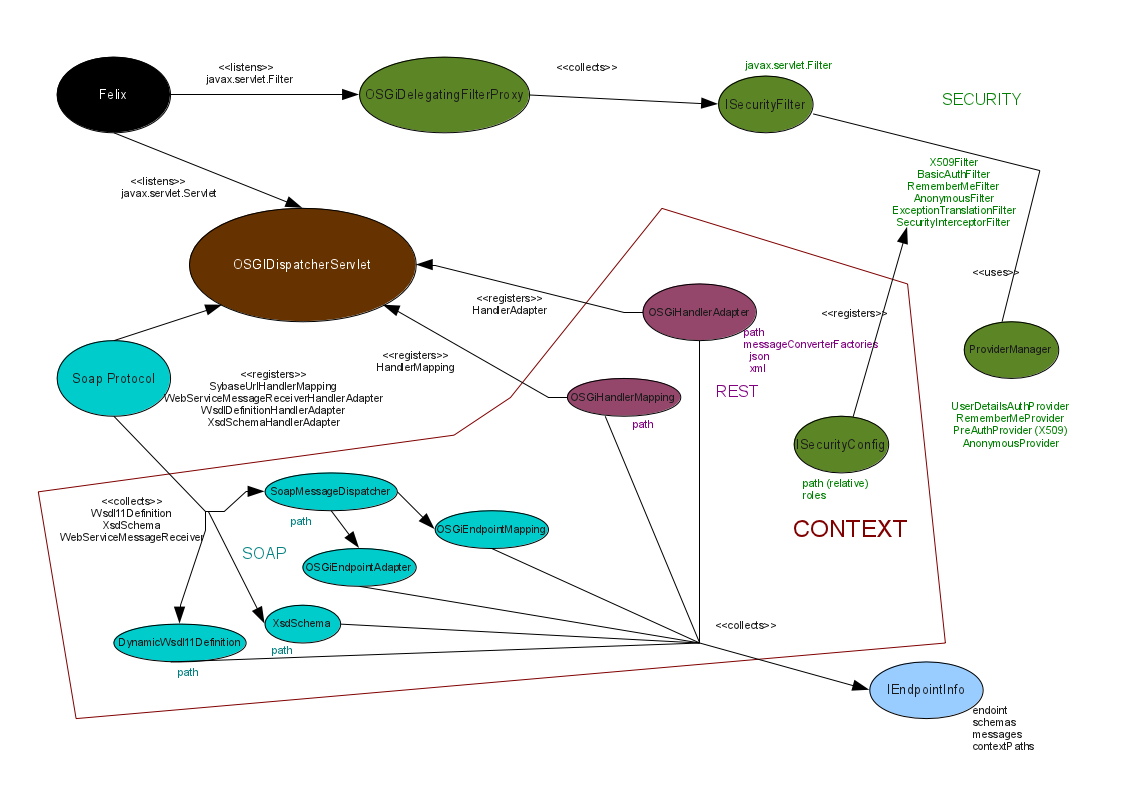 <<listens>>
javax.servlet.Filter
<<collects>>
javax.servlet.Filter
Felix
OSGiDelegatingFilterProxy
ISecurityFilter
SECURITY
<<listens>>
javax.servlet.Servlet
X509Filter
BasicAuthFilter
RememberMeFilter
AnonymousFilter
ExceptionTranslationFilter
SecurityInterceptorFilter
OSGIDispatcherServlet
<<uses>>
<<registers>>
HandlerAdapter
OSGiHandlerAdapter
<<registers>>
path
messageConverterFactories
json
xml
ProviderManager
<<registers>>
HandlerMapping
Soap Protocol
<<registers>>
SybaseUrlHandlerMapping
WebServiceMessageReceiverHandlerAdapter
WsdlDefinitionHandlerAdapter
XsdSchemaHandlerAdapter
OSGiHandlerMapping
path
REST
UserDetailsAuthProvider
RememberMeProvider
PreAuthProvider (X509)
AnonymousProvider
ISecurityConfig
path (relative)
roles
<<collects>>
Wsdl11Definition
XsdSchema
WebServiceMessageReceiver
SoapMessageDispatcher
path
OSGiEndpointMapping
CONTEXT
SOAP
OSGiEndpointAdapter
XsdSchema
path
<<collects>>
DynamicWsdl11Definition
path
IEndpointInfo
endoint
schemas
messages
contextPaths